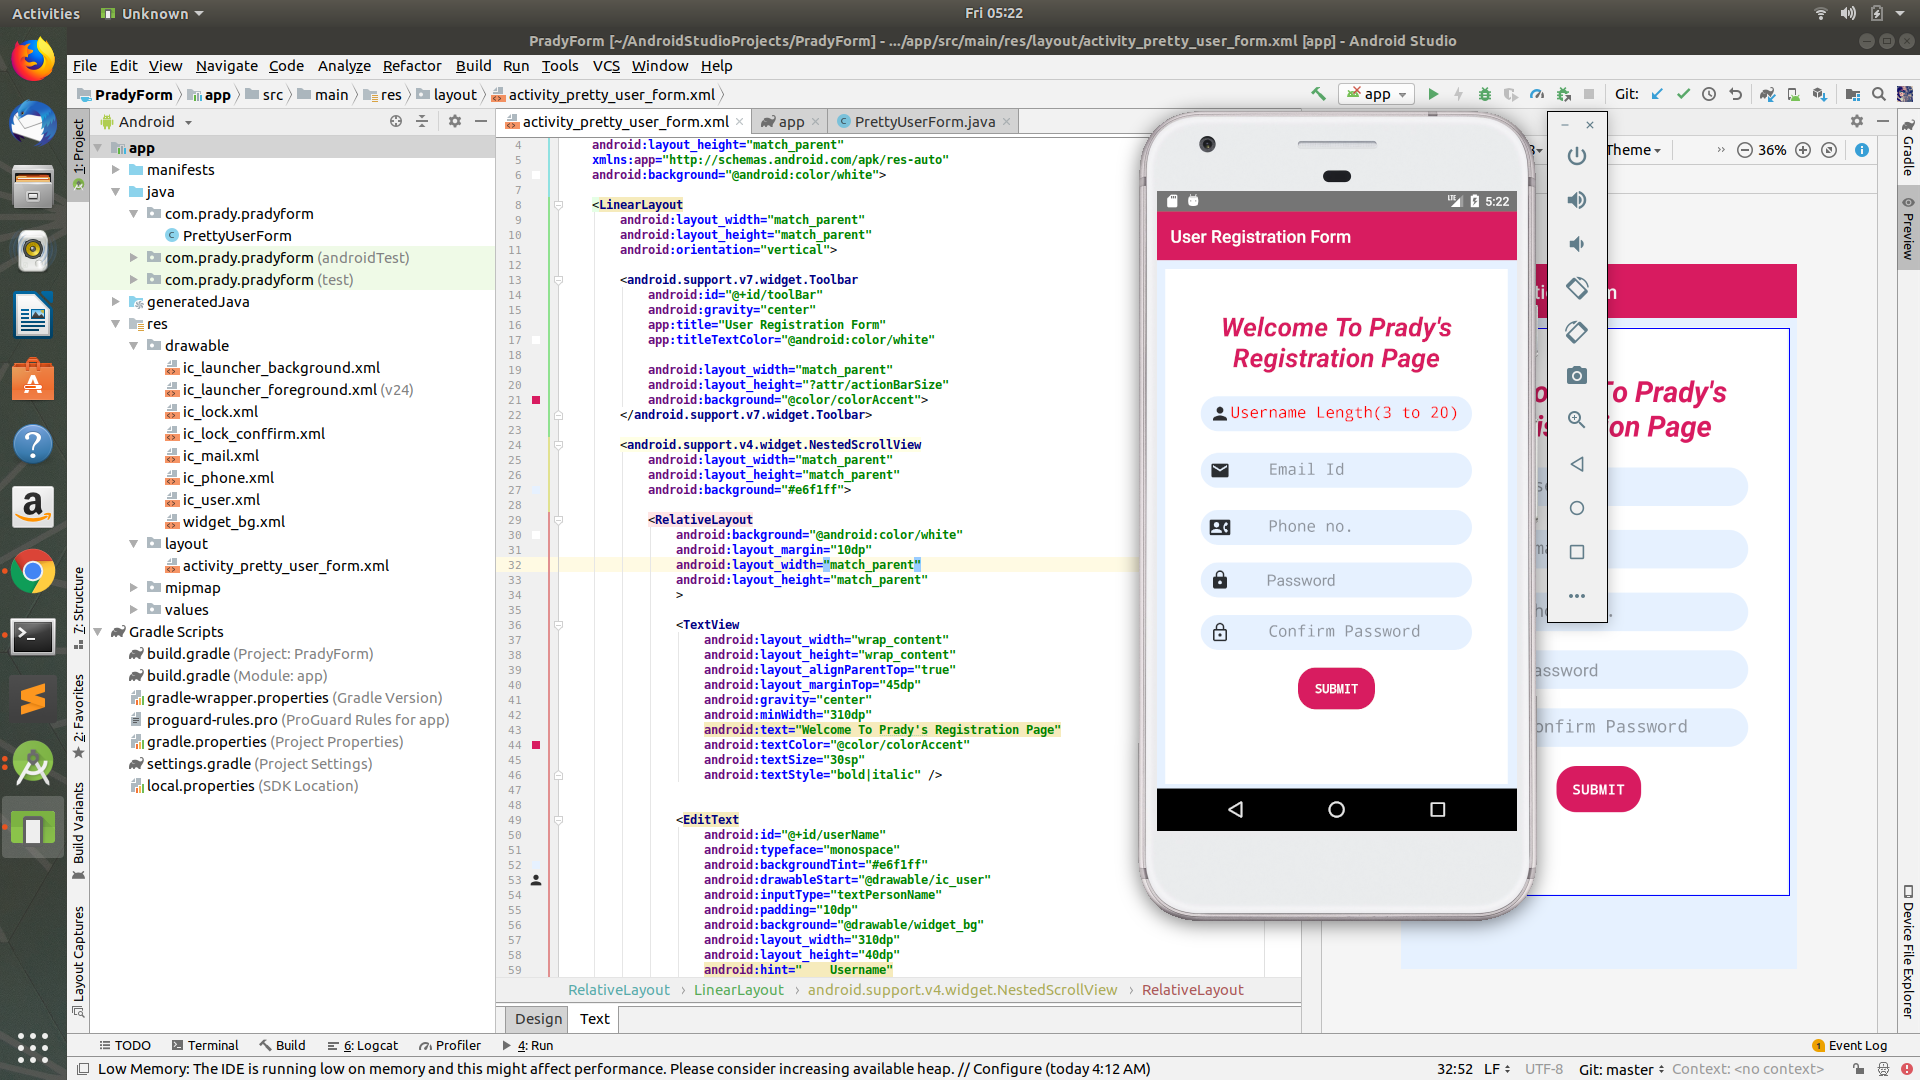 Activities
Unknown
Fri 05:22
PradyForm [~/AndroidStudioProjects/PradyForm] - .../app/src/main/res/layout/activity_pretty_user_form.xml [app] - Android Studio
File Edit View Navigate Code Analyze Refactor Build Run Tools VCS Window Help
PradyForm app src main res layout activity_pretty_user_form.xml
app
Git:
Android
activity_pretty_user_form.xml app PrettyUserForm.java
Theme
36%
1: Project
7: Structure
2: Favorites
Build Variants
Layout Captures
app
manifests
java
com.prady.pradyform
PrettyUserForm
com.prady.pradyform (androidTest)
com.prady.pradyform (test)
generatedJava
res
drawable
ic_launcher_background.xml
ic_launcher_foreground.xml (v24)
ic_lock.xml
ic_lock_conffirm.xml
ic_mail.xml
ic_phone.xml
ic_user.xml
widget_bg.xml
layout
activity_pretty_user_form.xml
mipmap
values
Gradle Scripts
build.gradle (Project: PradyForm)
build.gradle (Module: app)
gradle-wrapper.properties (Gradle Version)
proguard-rules.pro (ProGuard Rules for app)
gradle.properties (Project Properties)
settings.gradle (Project Settings)
local.properties (SDK Location)
4 android:layout_height="match_parent"
5 xmlns:app="http://schemas.android.com/apk/res-auto"
6 android:background="@android:color/white">
7
8 <LinearLayout
9 android:layout_width="match_parent"
10 android:layout_height="match_parent"
11 android:orientation="vertical">
12
13 <android.support.v7.widget.Toolbar
14 android:id="@+id/toolBar"
15 android:gravity="center"
16 app:title="User Registration Form"
17 app:titleTextColor="@android:color/white"
18
19 android:layout_width="match_parent"
20 android:layout_height="?attr/actionBarSize"
21 android:background="@color/colorAccent">
22 </android.support.v7.widget.Toolbar>
23
24 <android.support.v4.widget.NestedScrollView
25 android:layout_width="match_parent"
26 android:layout_height="match_parent"
27 android:background="#e6f1ff">
28
29 <RelativeLayout
30 android:background="@android:color/white"
31 android:layout_margin="10dp"
32 android:layout_width="match_parent"
33 android:layout_height="match_parent"
34 >
35
36 <TextView
37 android:layout_width="wrap_content"
38 android:layout_height="wrap_content"
39 android:layout_alignParentTop="true"
40 android:layout_marginTop="45dp"
41 android:gravity="center"
42 android:minWidth="310dp"
43 android:text="Welcome To Prady's Registration Page"
44 android:textColor="@color/colorAccent"
45 android:textSize="30sp"
46 android:textStyle="bold|italic" />
47
48
49 <EditText
50 android:id="@+id/userName"
51 android:typeface="monospace"
52 android:backgroundTint="#e6f1ff"
53 android:drawableStart="@drawable/ic_user"
54 android:inputType="textPersonName"
55 android:padding="10dp"
56 android:background="@drawable/widget_bg"
57 android:layout_width="310dp"
58 android:layout_height="40dp"
59 android:hint="    Username"
RelativeLayout › LinearLayout › android.support.v4.widget.NestedScrollView › RelativeLayout
Design Text
LTE 5:22
User Registration Form
Welcome To Prady's
Registration Page
Username Length(3 to 20)
Email Id
Phone no.
Password
Confirm Password
SUBMIT
m
To Prady's
on Page
assword
onfirm Password
SUBMIT
Gradle
Preview
Device File Explorer
TODO Terminal Build 6: Logcat Profiler 4: Run
1 Event Log
Low Memory: The IDE is running low on memory and this might affect performance. Please consider increasing available heap. // Configure (today 4:12 AM)
32:52 LF UTF-8 Git: master Context: <no context>